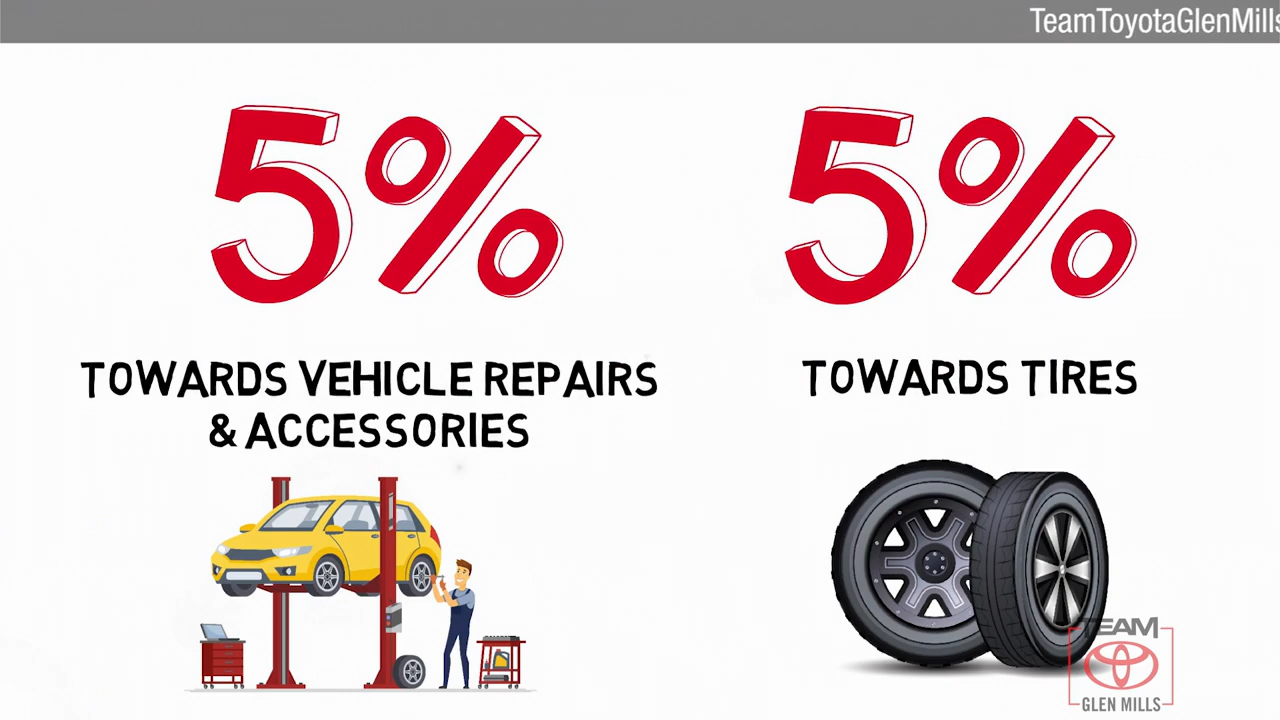 TeamToyotaGlenMills
5% 5%
TOWARDS VEHICLE REPAIRS
& ACCESSORIES
TOWARDS TIRES
TEAM
GLEN MILLS